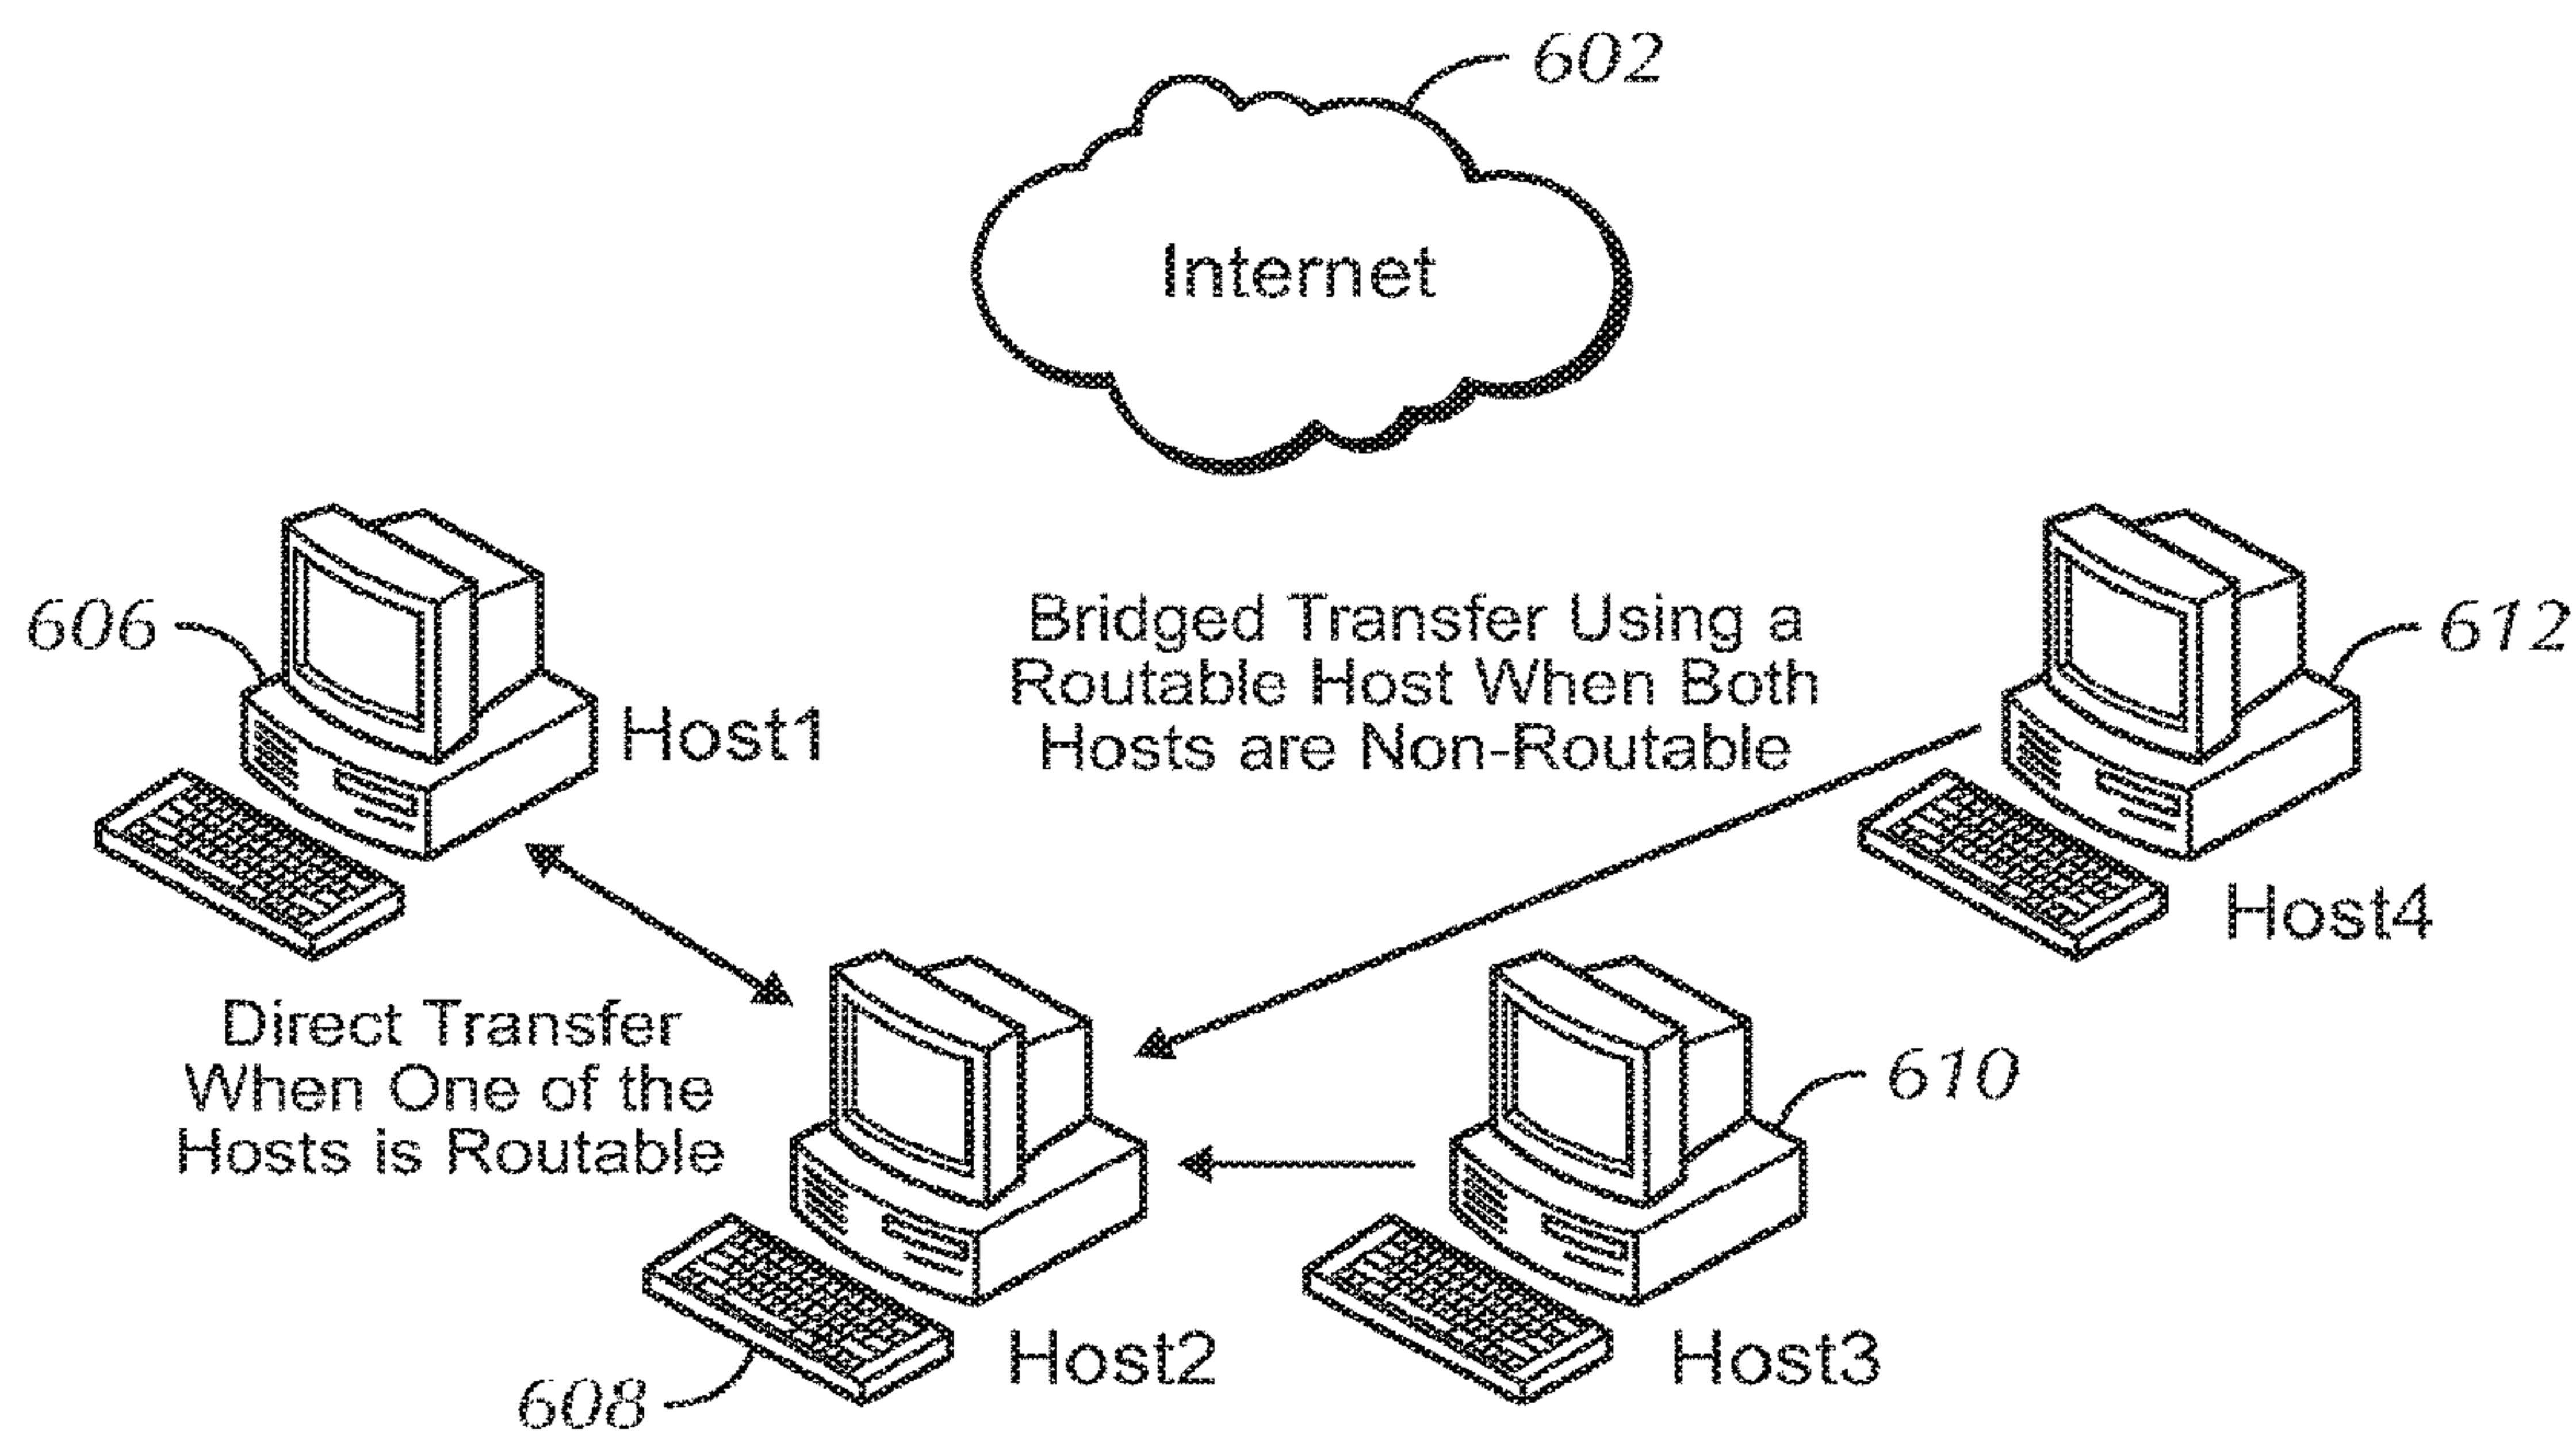 602
Internet
606
Host1
Bridged Transfer Using a
Routable Host When Both
Hosts are Non-Routable
612
Host4
Direct Transfer
When One of the
Hosts is Routable
610
608
Host2
Host3